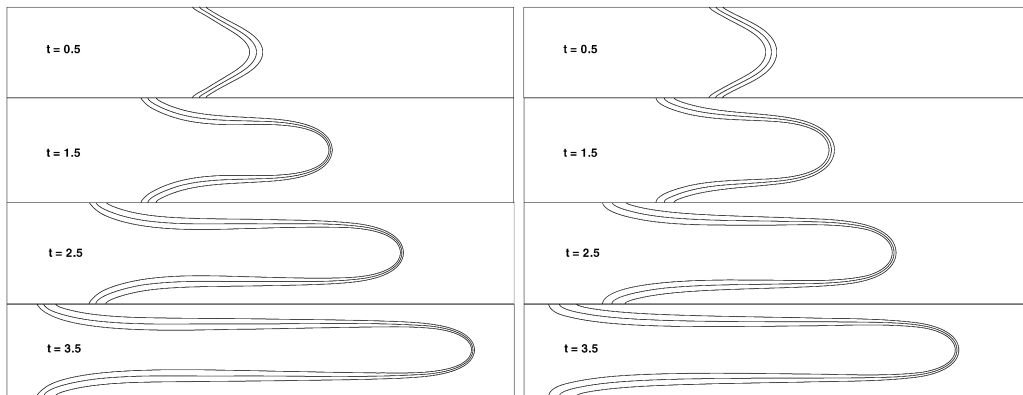 t = 0.5
t = 0.5
t = 1.5
t = 1.5
t = 2.5
t = 2.5
t = 3.5
t = 3.5